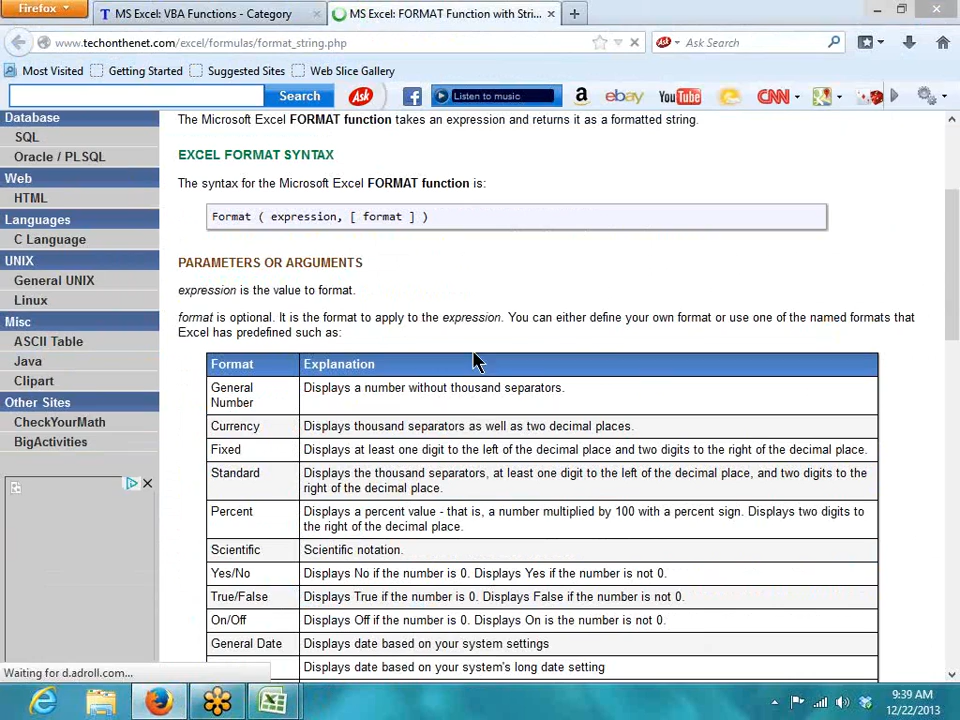 Firefox
MS Excel: VBA Functions - Category
MS Excel: FORMAT Function with Stri...
www.techonthenet.com/excel/formulas/format_string.php
Ask Search
Most Visited
Getting Started
Suggested Sites
Web Slice Gallery
Search
Ask
Listen to music
a
ebay
YouTube
CNN
Database
SQL
Oracle / PLSQL
Web
HTML
Languages
C Language
UNIX
General UNIX
Linux
Misc
ASCII Table
Java
Clipart
Other Sites
CheckYourMath
BigActivities
The Microsoft Excel FORMAT function takes an expression and returns it as a formatted string.
EXCEL FORMAT SYNTAX
The syntax for the Microsoft Excel FORMAT function is:
Format ( expression, [ format ] )
PARAMETERS OR ARGUMENTS
expression is the value to format.
format is optional. It is the format to apply to the expression. You can either define your own format or use one of the named formats that
Excel has predefined such as:
Format Explanation
General Displays a number without thousand separators.
Number
Currency Displays thousand separators as well as two decimal places.
Fixed Displays at least one digit to the left of the decimal place and two digits to the right of the decimal place.
Standard Displays the thousand separators, at least one digit to the left of the decimal place, and two digits to the
right of the decimal place.
Percent Displays a percent value - that is, a number multiplied by 100 with a percent sign. Displays two digits to
the right of the decimal place.
Scientific Scientific notation.
Yes/No Displays No if the number is 0. Displays Yes if the number is not 0.
True/False Displays True if the number is 0. Displays False if the number is not 0.
On/Off Displays Off if the number is 0. Displays On is the number is not 0.
General Date Displays date based on your system settings
Displays date based on your system's long date setting
Waiting for d.adroll.com...
9:39 AM
12/22/2013